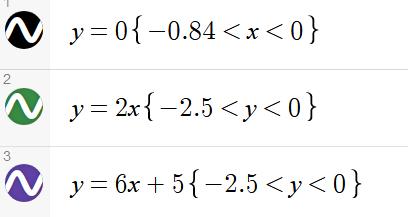 1
y = 0{−0.84 < x < 0}
2
y = 2x{−2.5 < y < 0}
3
y = 6x + 5{−2.5 < y < 0}